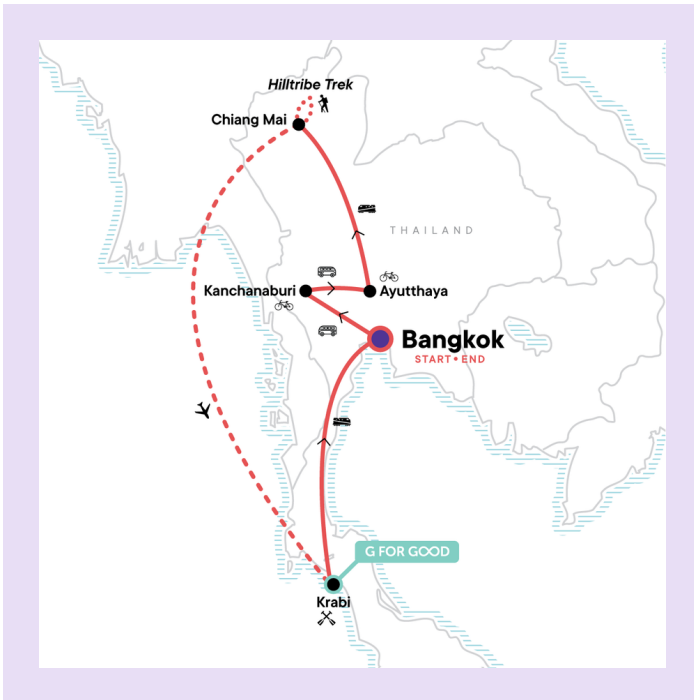 Hilltribe Trek
Chiang Mai
THAILAND
Kanchanaburi
Ayutthaya
Bangkok
START • END
G FOR GOOD
Krabi